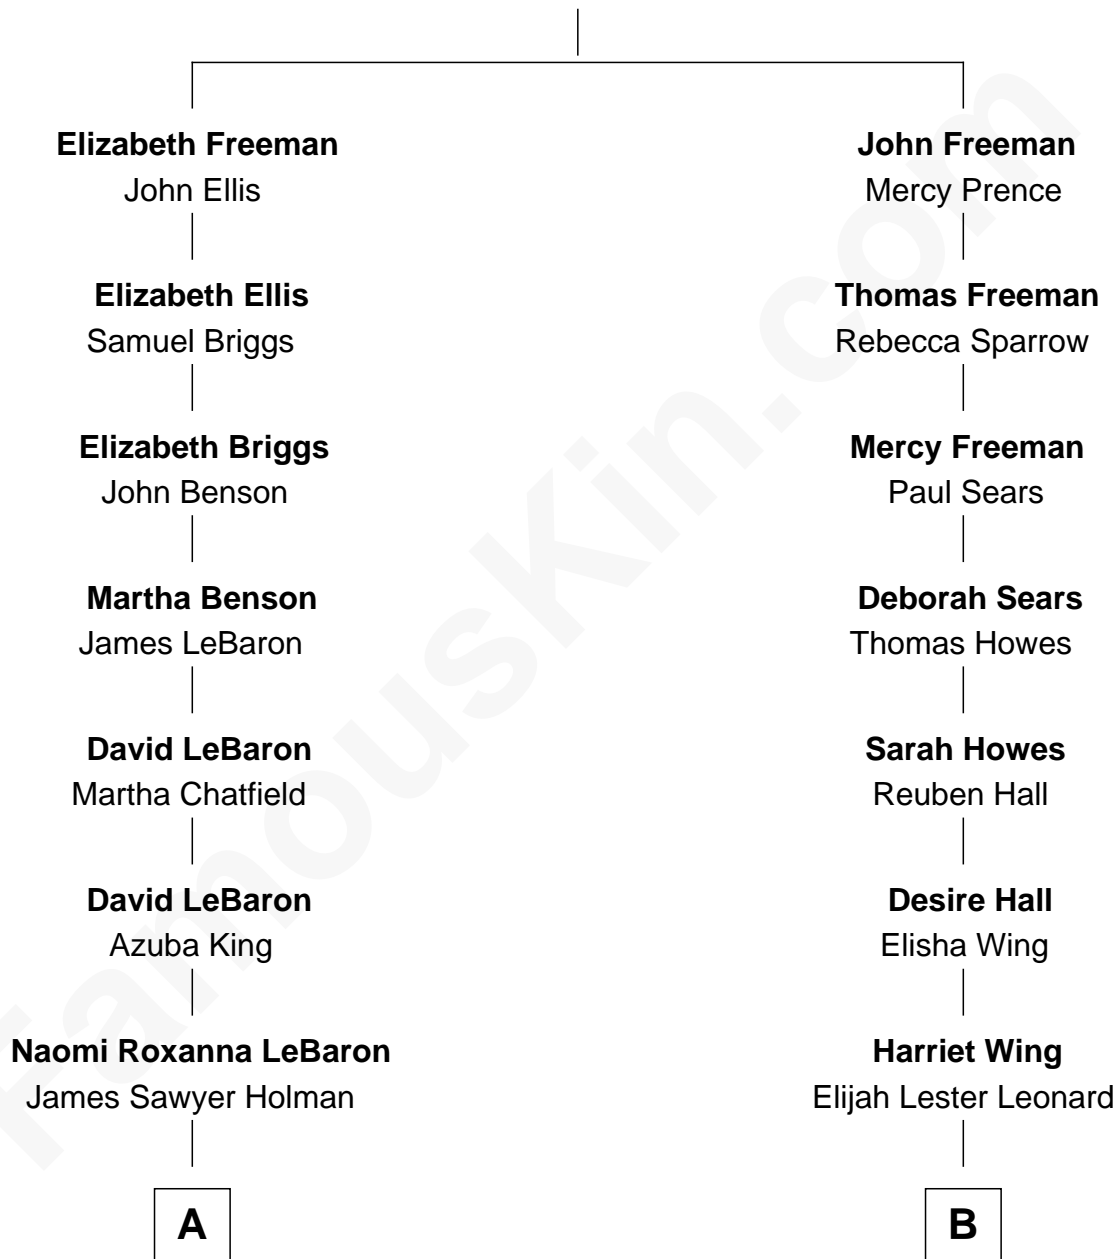 Elizabeth Freeman
John Ellis
Elizabeth Ellis
Samuel Briggs
Elizabeth Briggs
John Benson
Martha Benson
James LeBaron
David LeBaron
Martha Chatfield
David LeBaron
Azuba King
Naomi Roxanna LeBaron
James Sawyer Holman
A
John Freeman
Mercy Prence
Thomas Freeman
Rebecca Sparrow
Mercy Freeman
Paul Sears
Deborah Sears
Thomas Howes
Sarah Howes
Reuben Hall
Desire Hall
Elisha Wing
Harriet Wing
Elijah Lester Leonard
B
FamousKin.com